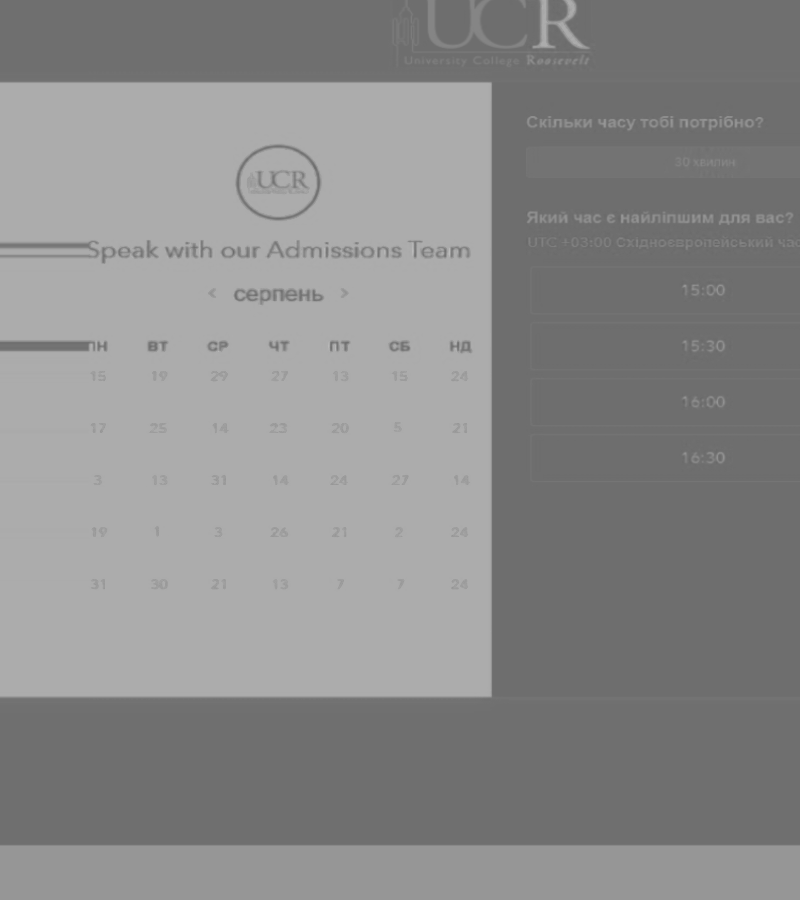 UCR
University College Roosevelt
UCR
Speak with our Admissions Team
< серпень >
ПН ВТ СР ЧТ ПТ СБ НД
15 19 29 27 13 15 24
17 25 14 23 20 5 21
3 13 31 14 24 27 14
19 1 3 26 21 2 24
31 30 21 13 7 7 24
Скільки часу тобі потрібно?
30 хвилин
Який час є найліпшим для вас?
UTC +03:00 Східноєвропейський час
15:00
15:30
16:00
16:30